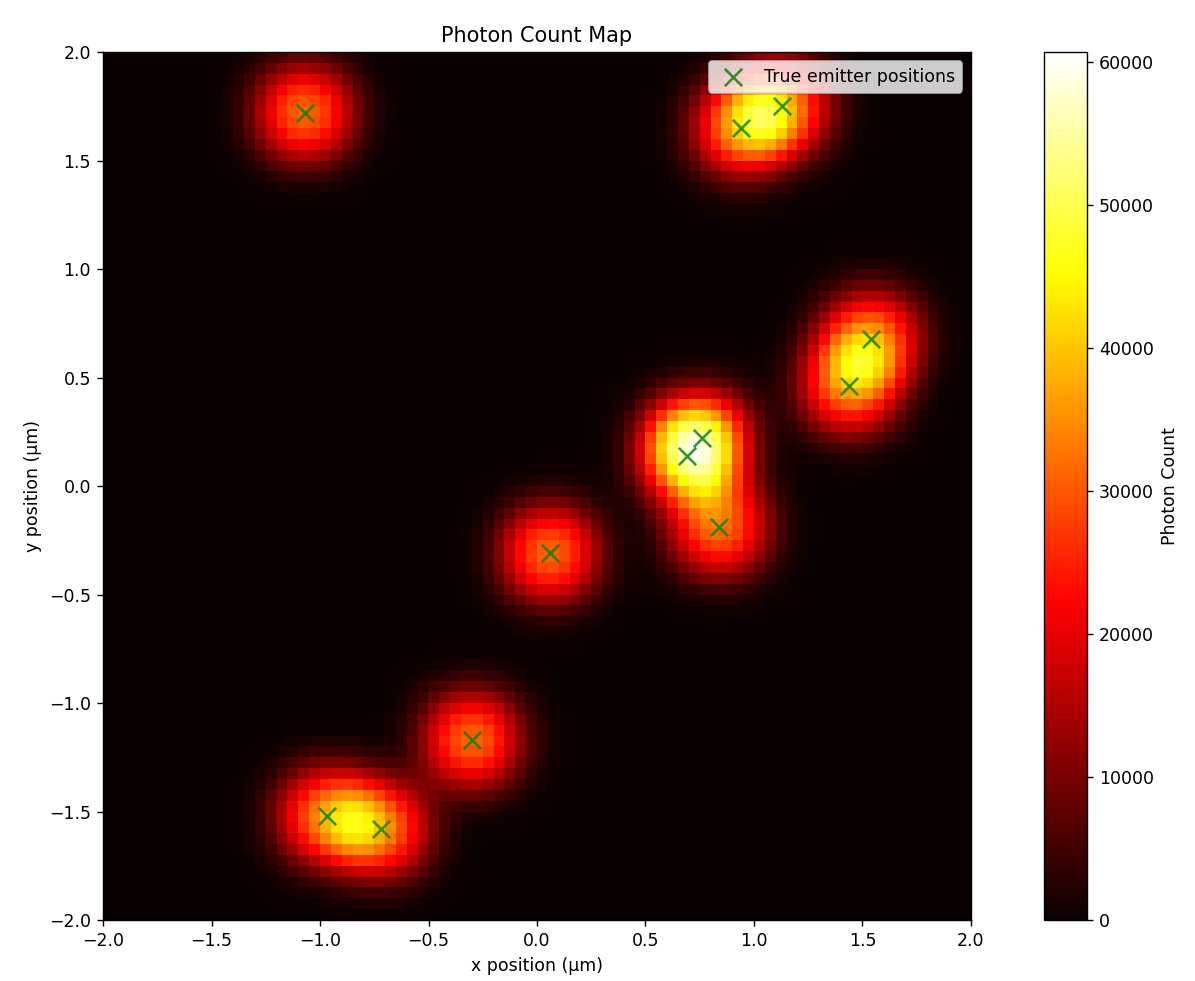 Photon Count Map
True emitter positions
2.0
1.5
1.0
0.5
0.0
−0.5
−1.0
−1.5
−2.0
y position (μm)
−2.0 −1.5 −1.0 −0.5 0.0 0.5 1.0 1.5 2.0
x position (μm)
60000
50000
40000
30000
20000
10000
0
Photon Count